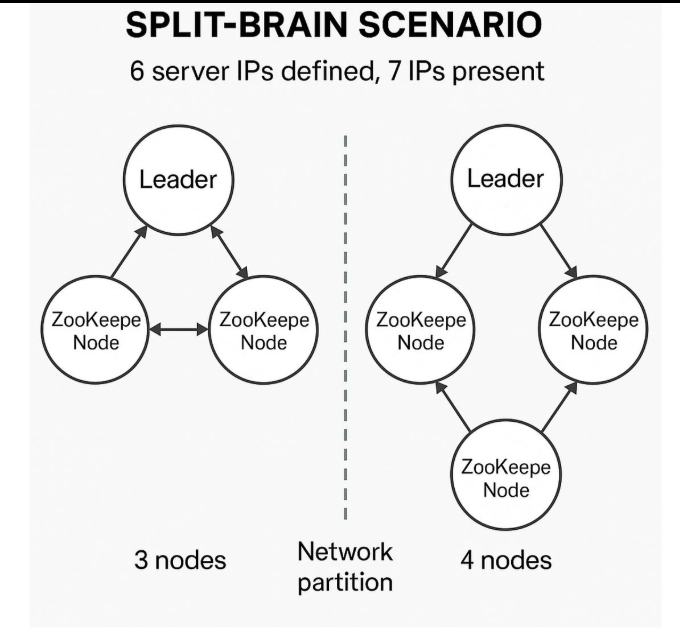 SPLIT-BRAIN SCENARIO
6 server IPs defined, 7 IPs present
Leader
ZooKeepe
Node
ZooKeepe
Node
3 nodes
Network
partition
Leader
ZooKeepe
Node
ZooKeepe
Node
ZooKeepe
Node
4 nodes